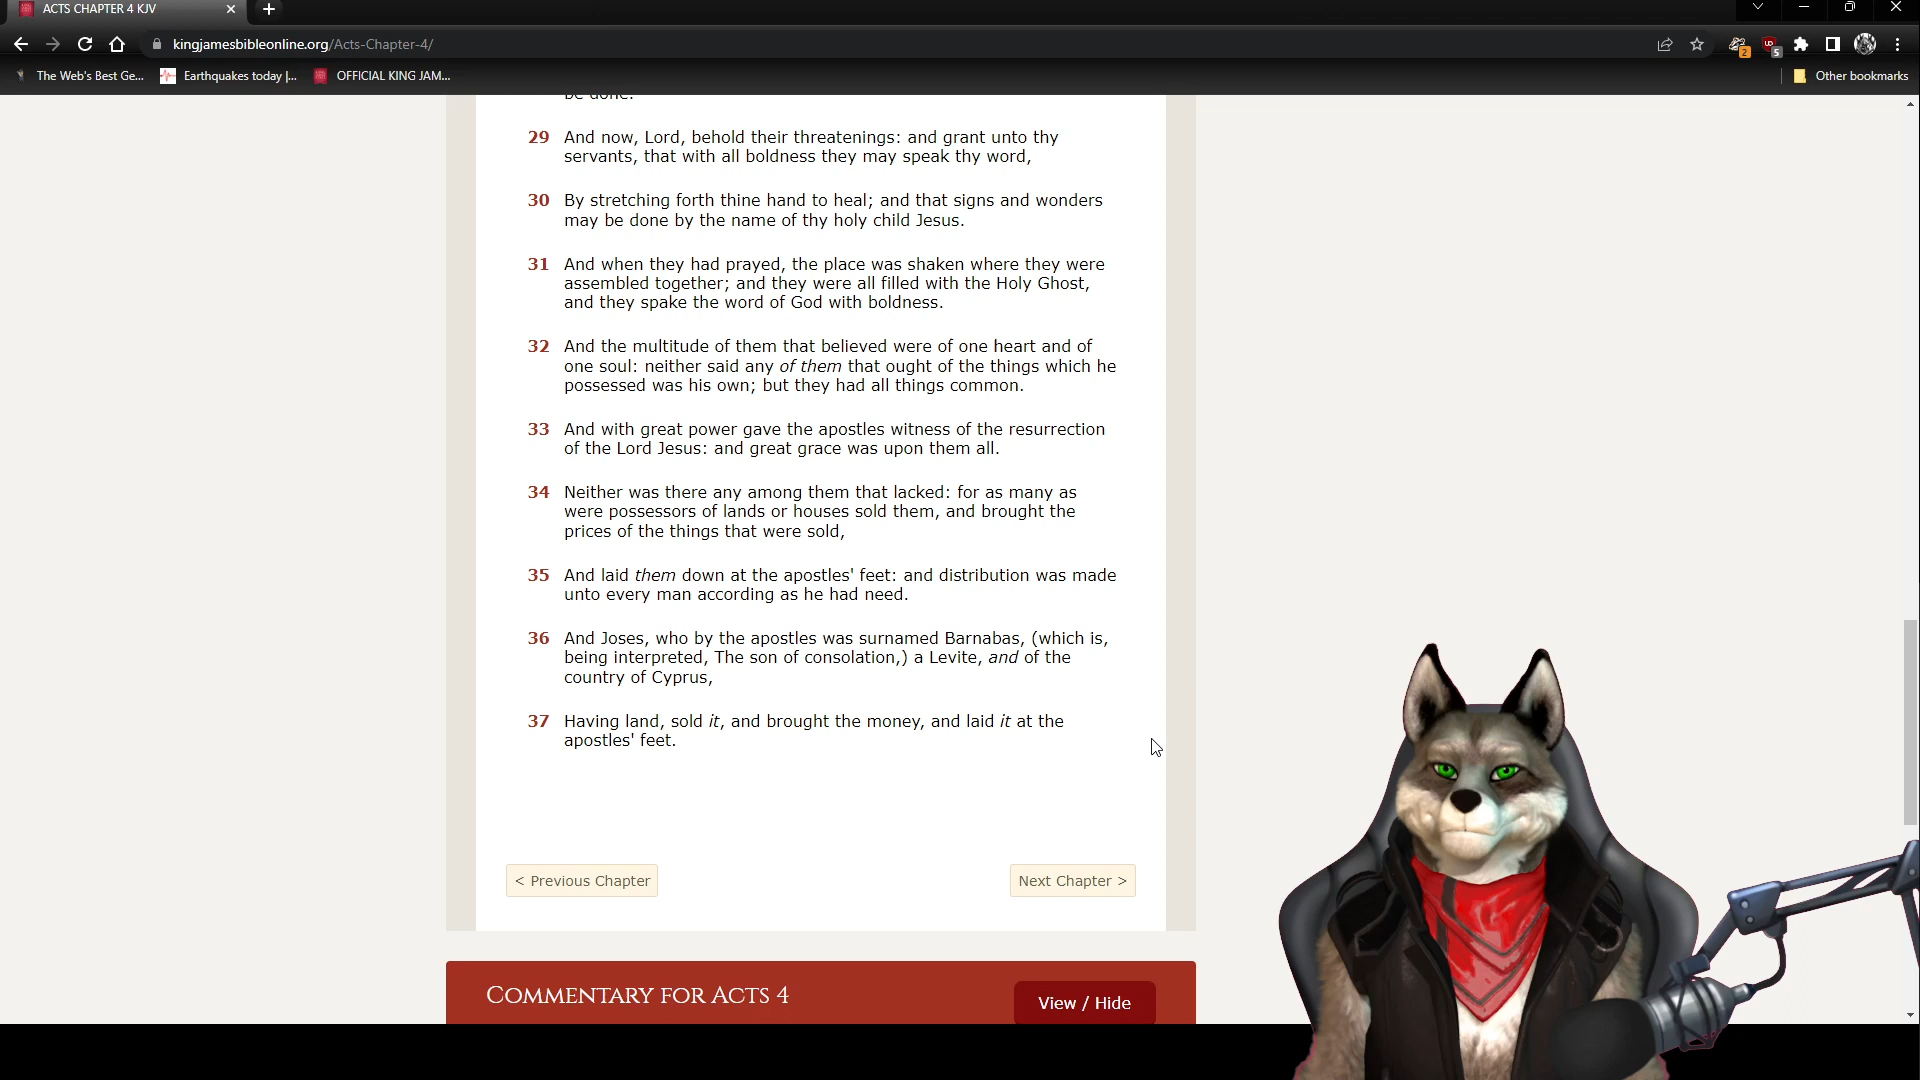 ACTS CHAPTER 4 KJV
kingjamesbibleonline.org/Acts-Chapter-4/
2
UD
5
The Web's Best Ge...
Earthquakes today |...
OFFICIAL KING JAM...
Other bookmarks
be done.
29 And now, Lord, behold their threatenings: and grant unto thy
servants, that with all boldness they may speak thy word,
30 By stretching forth thine hand to heal; and that signs and wonders
may be done by the name of thy holy child Jesus.
31 And when they had prayed, the place was shaken where they were
assembled together; and they were all filled with the Holy Ghost,
and they spake the word of God with boldness.
32 And the multitude of them that believed were of one heart and of
one soul: neither said any of them that ought of the things which he
possessed was his own; but they had all things common.
33 And with great power gave the apostles witness of the resurrection
of the Lord Jesus: and great grace was upon them all.
34 Neither was there any among them that lacked: for as many as
were possessors of lands or houses sold them, and brought the
prices of the things that were sold,
35 And laid them down at the apostles' feet: and distribution was made
unto every man according as he had need.
36 And Joses, who by the apostles was surnamed Barnabas, (which is,
being interpreted, The son of consolation,) a Levite, and of the
country of Cyprus,
37 Having land, sold it, and brought the money, and laid it at the
apostles' feet.
< Previous Chapter
Next Chapter >
COMMENTARY FOR ACTS 4
View / Hide